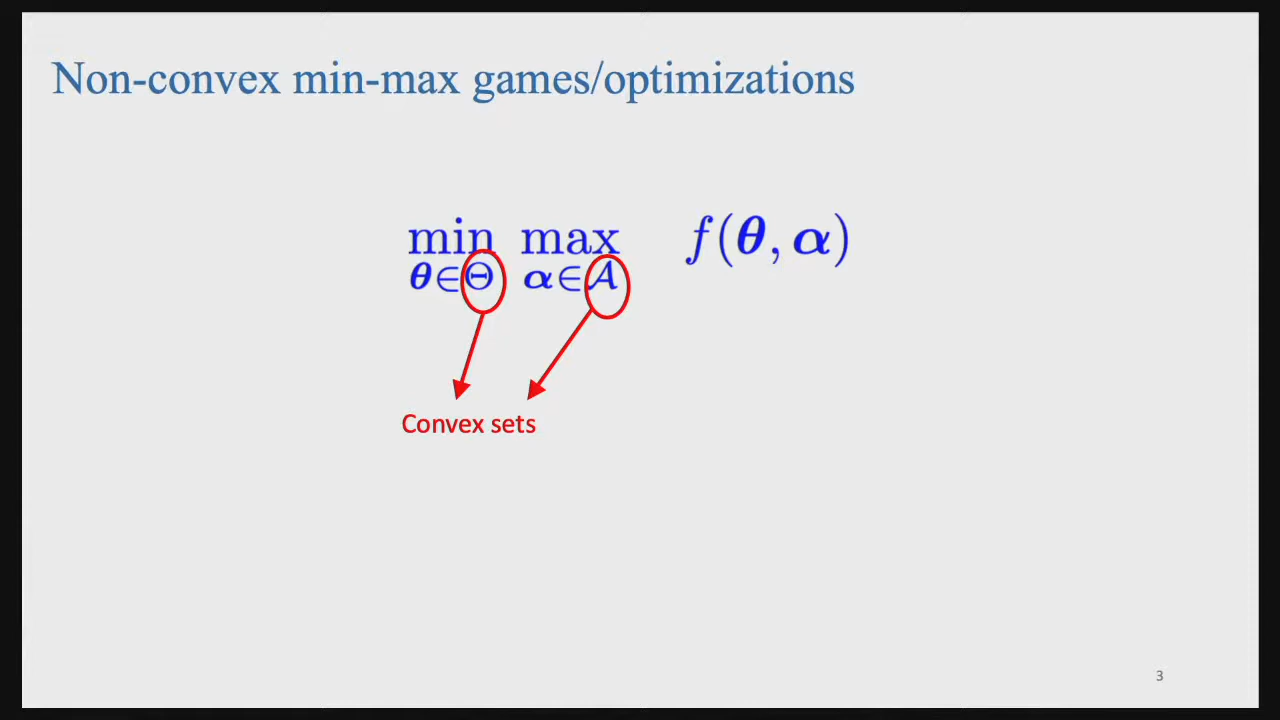 Non-convex min-max games/optimizations
min max f(θ, α)
θ∈Θ α∈𝒜
Convex sets
3